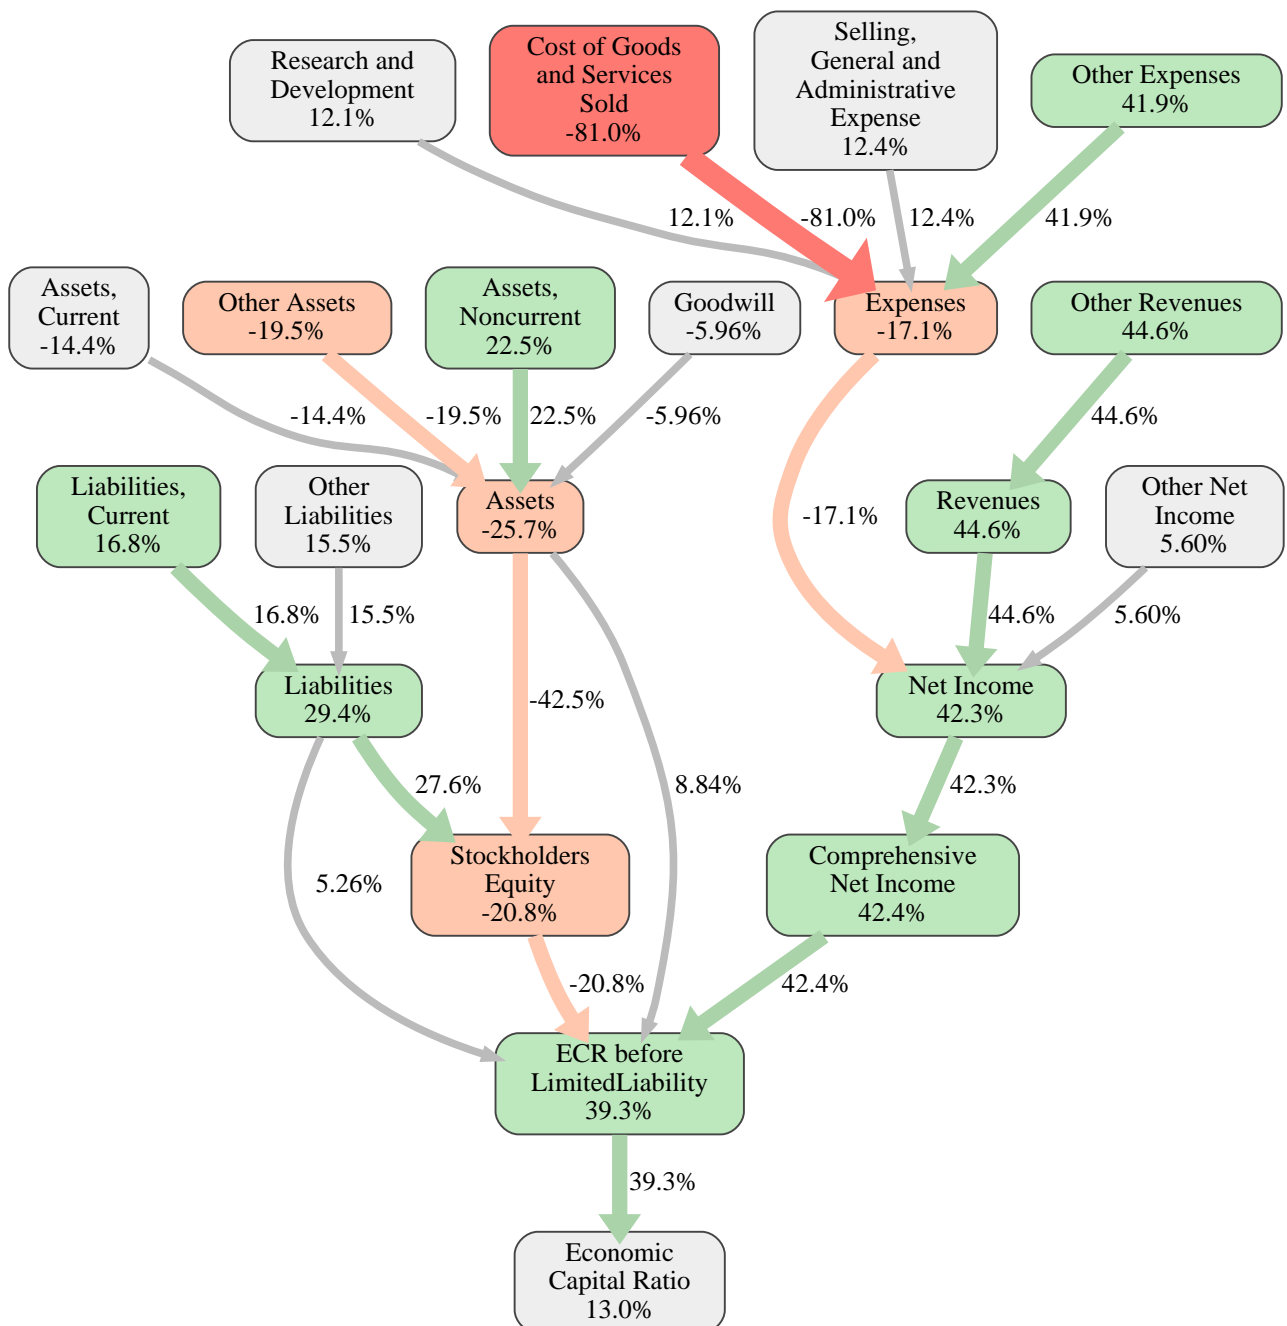 Research and
Development
12.1%
Cost of Goods
and Services
Sold
-81.0%
Selling,
General and
Administrative
Expense
12.4%
Other Expenses
41.9%
12.1%
-81.0%
12.4%
41.9%
Assets,
Current
-14.4%
Other Assets
-19.5%
Assets,
Noncurrent
22.5%
Goodwill
-5.96%
Expenses
-17.1%
Other Revenues
44.6%
-14.4%
-19.5%
22.5%
-5.96%
44.6%
Liabilities,
Current
16.8%
Other
Liabilities
15.5%
Assets
-25.7%
-17.1%
Revenues
44.6%
Other Net
Income
5.60%
16.8%
15.5%
44.6%
5.60%
Liabilities
29.4%
-42.5%
Net Income
42.3%
27.6%
8.84%
42.3%
5.26%
Stockholders
Equity
-20.8%
Comprehensive
Net Income
42.4%
-20.8%
42.4%
ECR before
LimitedLiability
39.3%
39.3%
Economic
Capital Ratio
13.0%